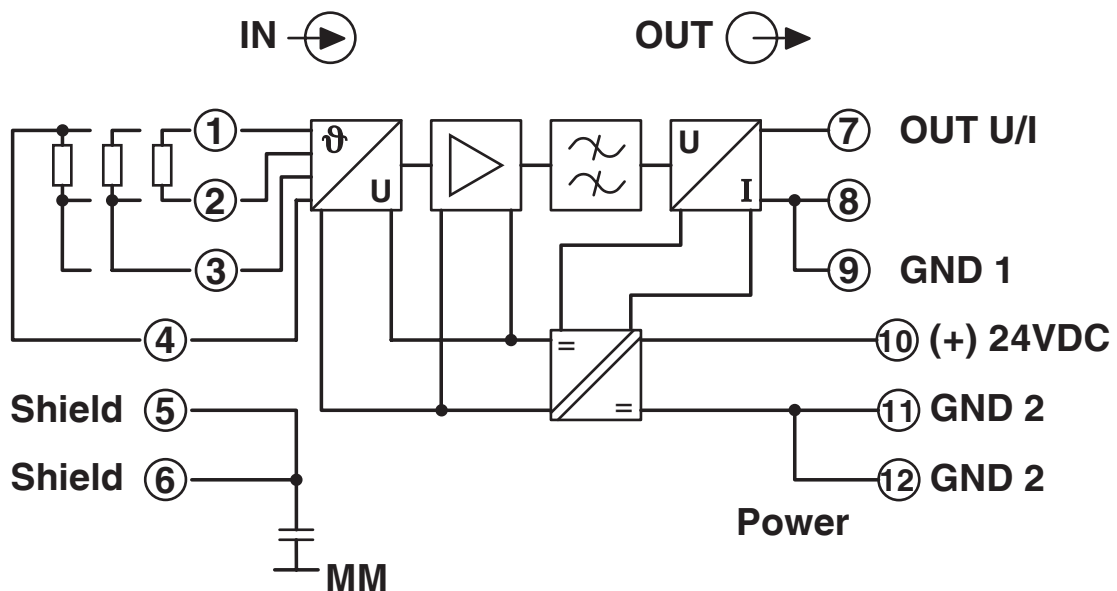 IN
OUT
1
ϑ
U
U
I
7
OUT U/I
2
8
3
9
GND 1
4
=
=
10
(+) 24VDC
Shield
5
11
GND 2
Shield
6
12
GND 2
Power
MM